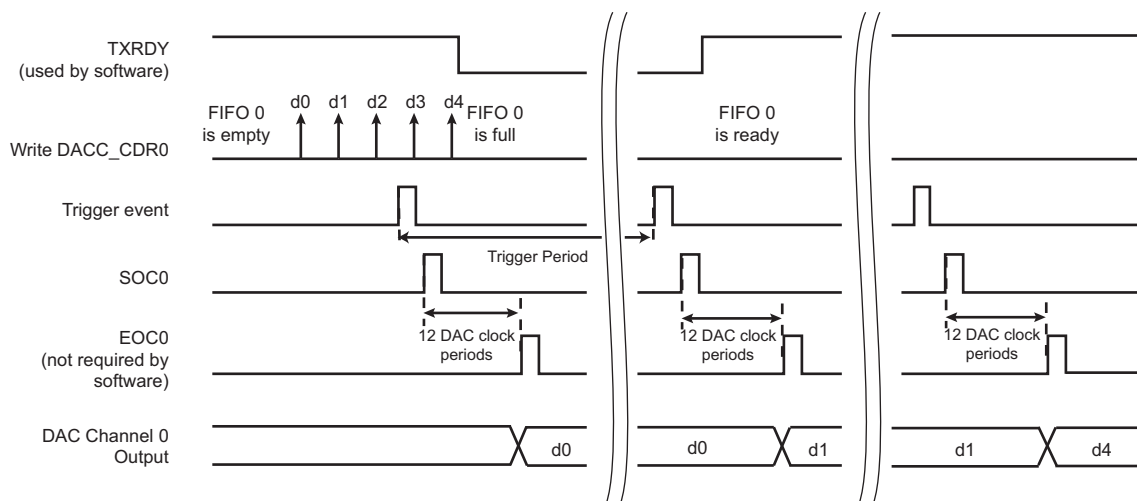 TXRDY
(used by software)
FIFO 0
is empty
d0 d1 d2 d3 d4
FIFO 0
is full
FIFO 0
is ready
Write DACC_CDR0
Trigger event
Trigger Period
SOC0
12 DAC clock
periods
12 DAC clock
periods
12 DAC clock
periods
EOC0
(not required by
software)
DAC Channel 0
Output
d0 d0 d1 d1 d4